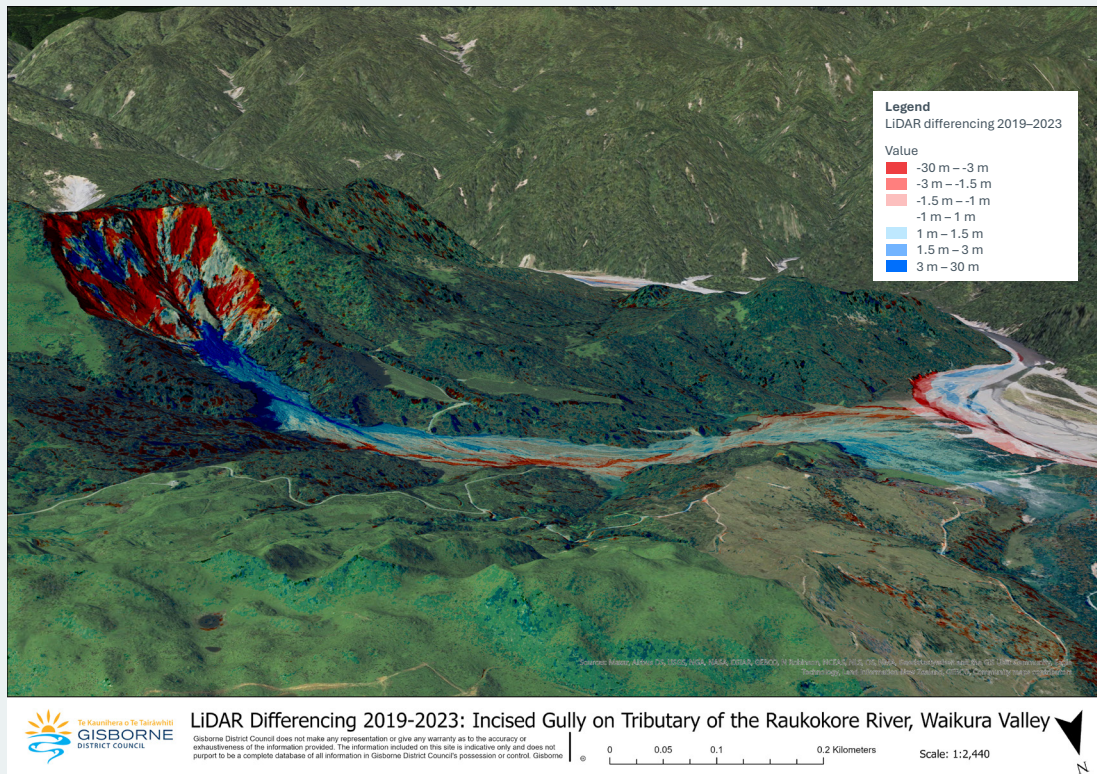 Legend
LiDAR differencing 2019–2023
Value
-30 m – -3 m
-3 m – -1.5 m
-1.5 m – -1 m
-1 m – 1 m
1 m – 1.5 m
1.5 m – 3 m
3 m – 30 m
Te Kaunihera o Te Tairāwhiti
GISBORNE
DISTRICT COUNCIL
LiDAR Differencing 2019-2023: Incised Gully on Tributary of the Raukokore River, Waikura Valley
Gisborne District Council does not make any representation or give any warranty as to the accuracy or
exhaustiveness of the information provided. The information included on this site is indicative only and does not
purport to be a complete database of all information in Gisborne District Council's possession or control. Gisborne
0 0.05 0.1 0.2 Kilometers
Scale: 1:2,440
N